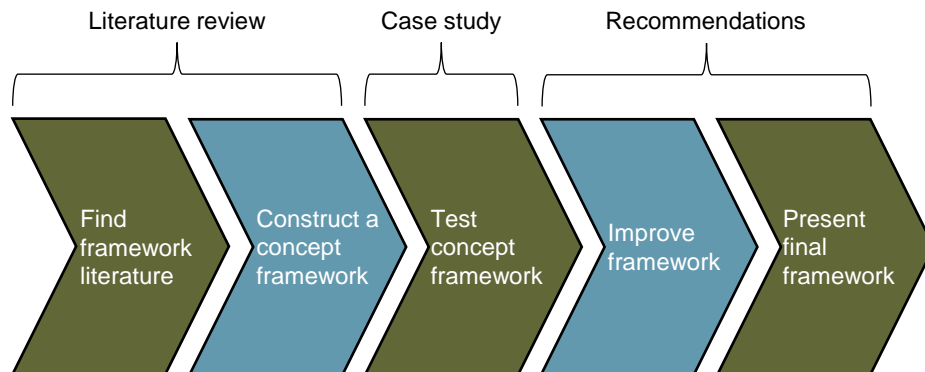 Literature review
Case study
Recommendations
Find
framework
literature
Construct a
concept
framework
Test
concept
framework
Improve
framework
Present
final
framework